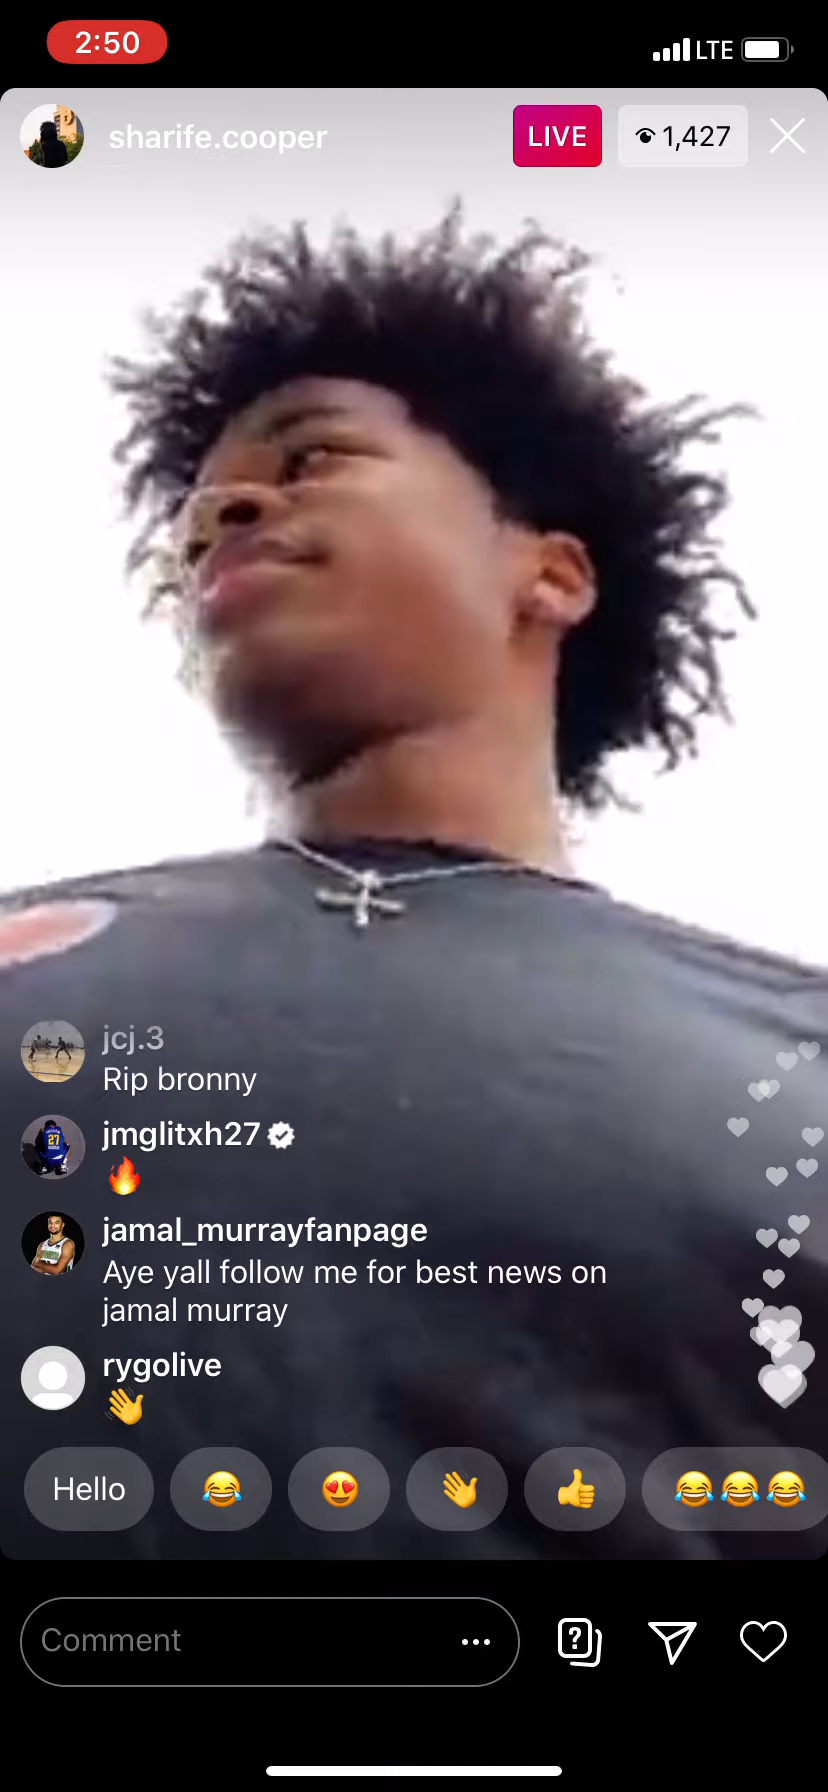 2:50
LTE
sharife.cooper
LIVE
1,427
jcj.3
Rip bronny
jmglitxh27
🔥
jamal_murrayfanpage
Aye yall follow me for best news on
jamal murray
rygolive
👋
Hello 😂 😍 👋 👍 😂😂😂
Comment